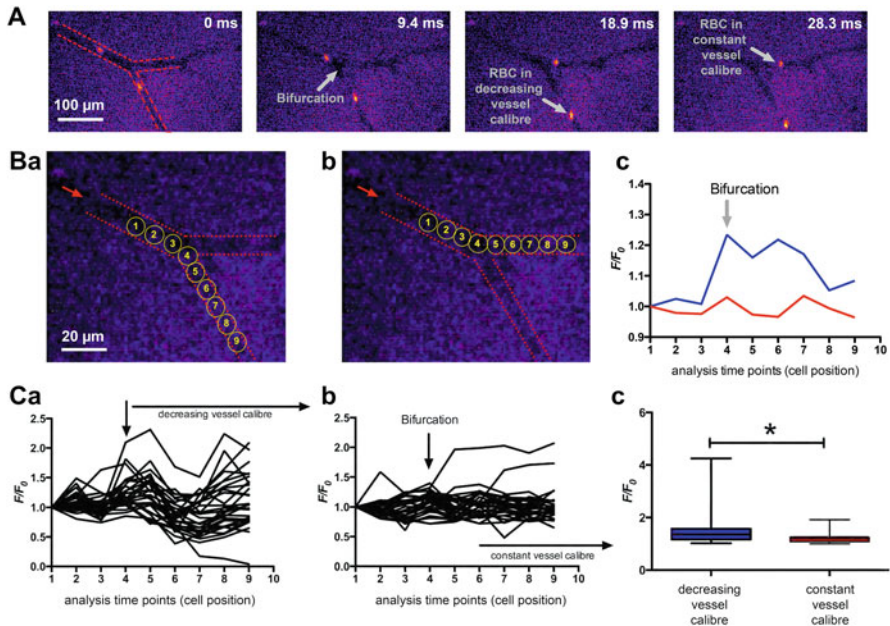 A
0 ms
9.4 ms
18.9 ms
28.3 ms
100 µm
Bifurcation
RBC in
decreasing
vessel
calibre
RBC in
constant
vessel
calibre
Ba
1
2
3
4
5
6
7
8
9
20 µm
b
1
2
3
4
5
6
7
8
9
c
Bifurcation
F/F0
1.4
1.3
1.2
1.1
1.0
0.9
1 2 3 4 5 6 7 8 9 10
analysis time points (cell position)
Ca
decreasing vessel calibre
F/F0
2.5
2.0
1.5
1.0
0.5
0.0
1 2 3 4 5 6 7 8 9 10
analysis time points (cell position)
b
Bifurcation
2.5
2.0
1.5
1.0
0.5
0.0
constant vessel calibre
1 2 3 4 5 6 7 8 9 10
analysis time points (cell position)
c
*
F/F0
6
4
2
0
decreasing
vessel
calibre
constant
vessel
calibre